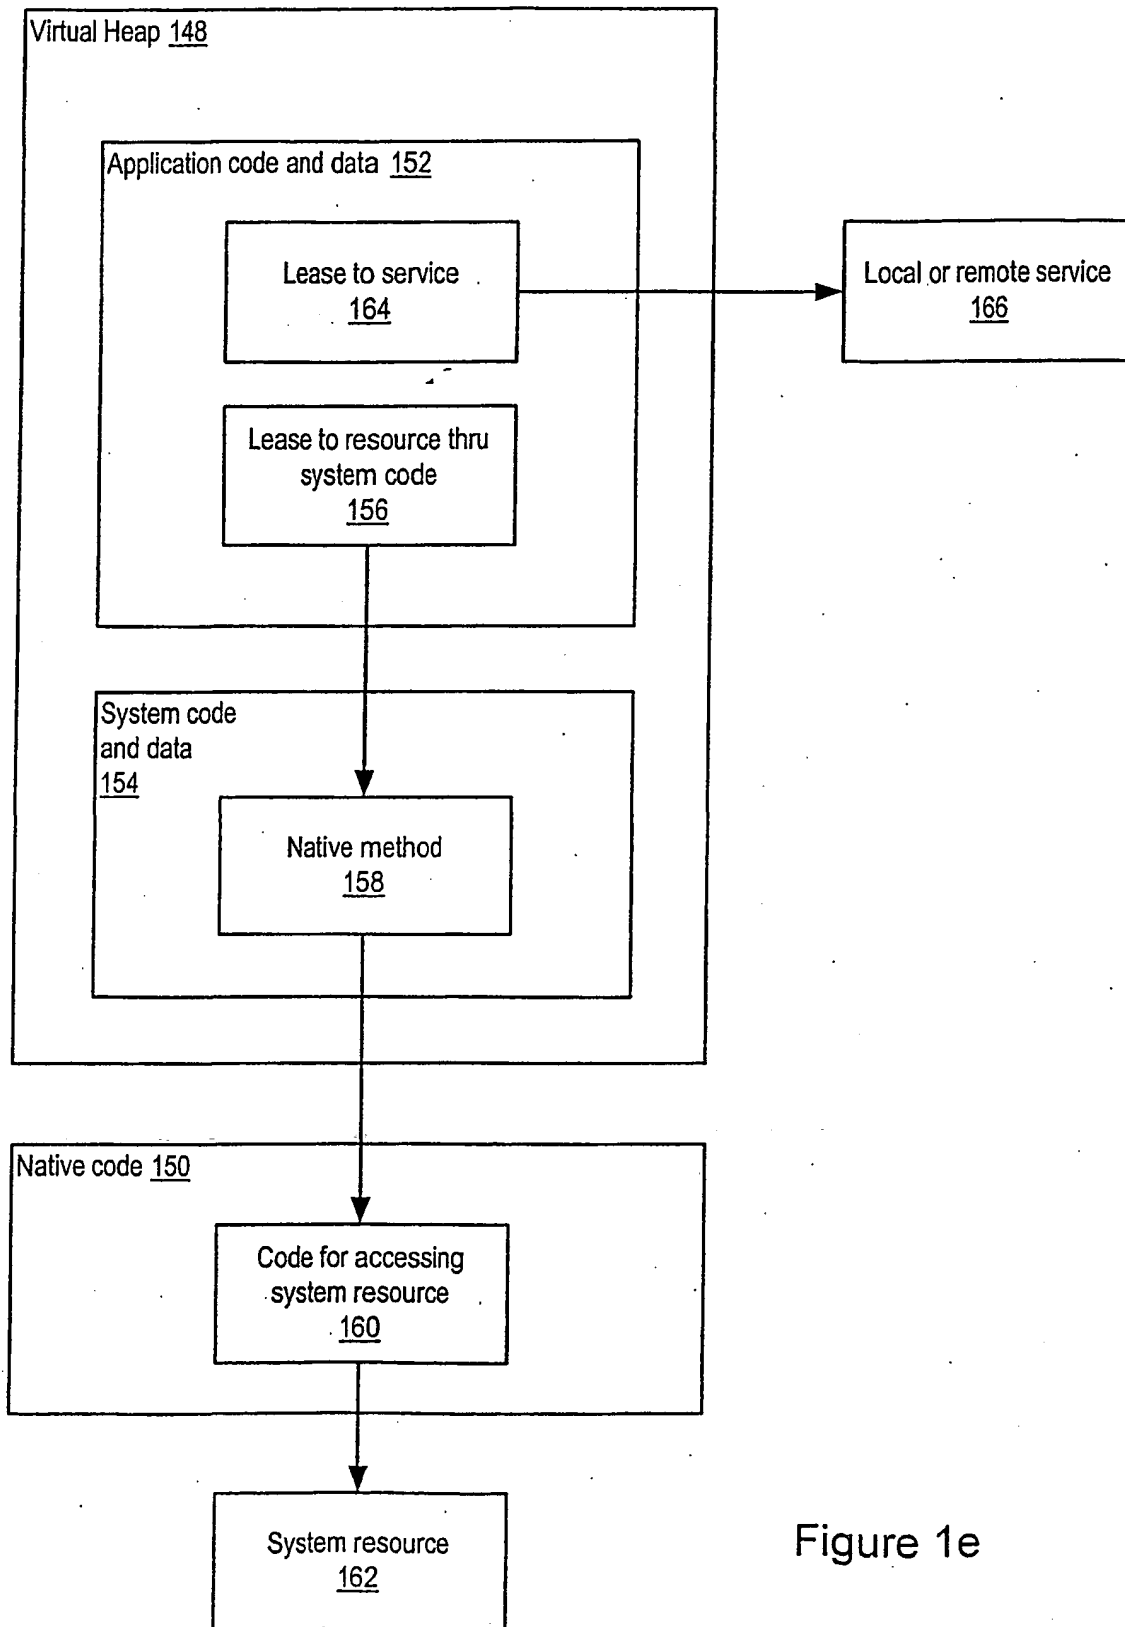 Virtual Heap 148
Application code and data 152
Lease to service
164
Local or remote service
166
Lease to resource thru
system code
156
System code
and data
154
Native method
158
Native code 150
Code for accessing
system resource
160
System resource
162
Figure 1e